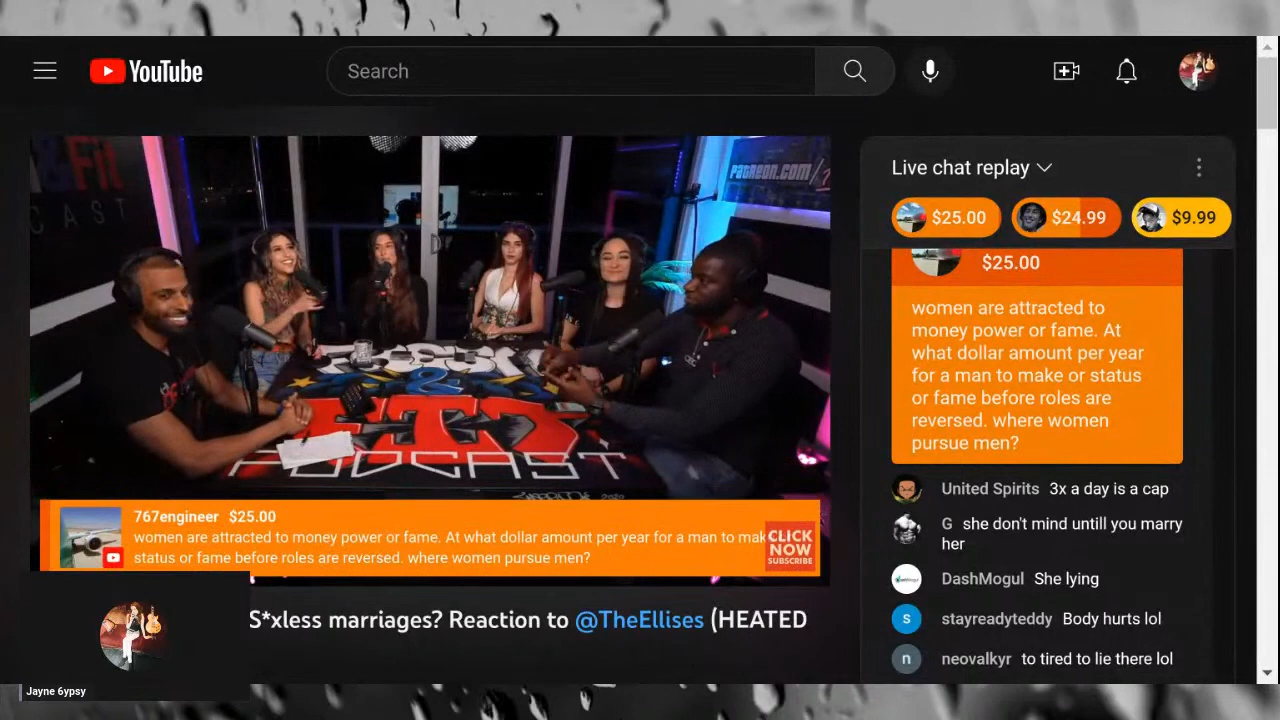 YouTube
Search
&Fit
CAST
PATREON.COM/
FRESH
&
FIT
PODCAST
767engineer $25.00
women are attracted to money power or fame. At what dollar amount per year for a man to mak
status or fame before roles are reversed. where women pursue men?
CLICK
NOW
SUBSCRIBE
S*xless marriages? Reaction to @TheEllises (HEATED
Jayne 6ypsy
Live chat replay
$25.00
$24.99
$9.99
$25.00
women are attracted to
money power or fame. At
what dollar amount per year
for a man to make or status
or fame before roles are
reversed. where women
pursue men?
United Spirits 3x a day is a cap
G she don't mind untill you marry
her
DashMogul She lying
S stayreadyteddy Body hurts lol
n neovalkyr to tired to lie there lol